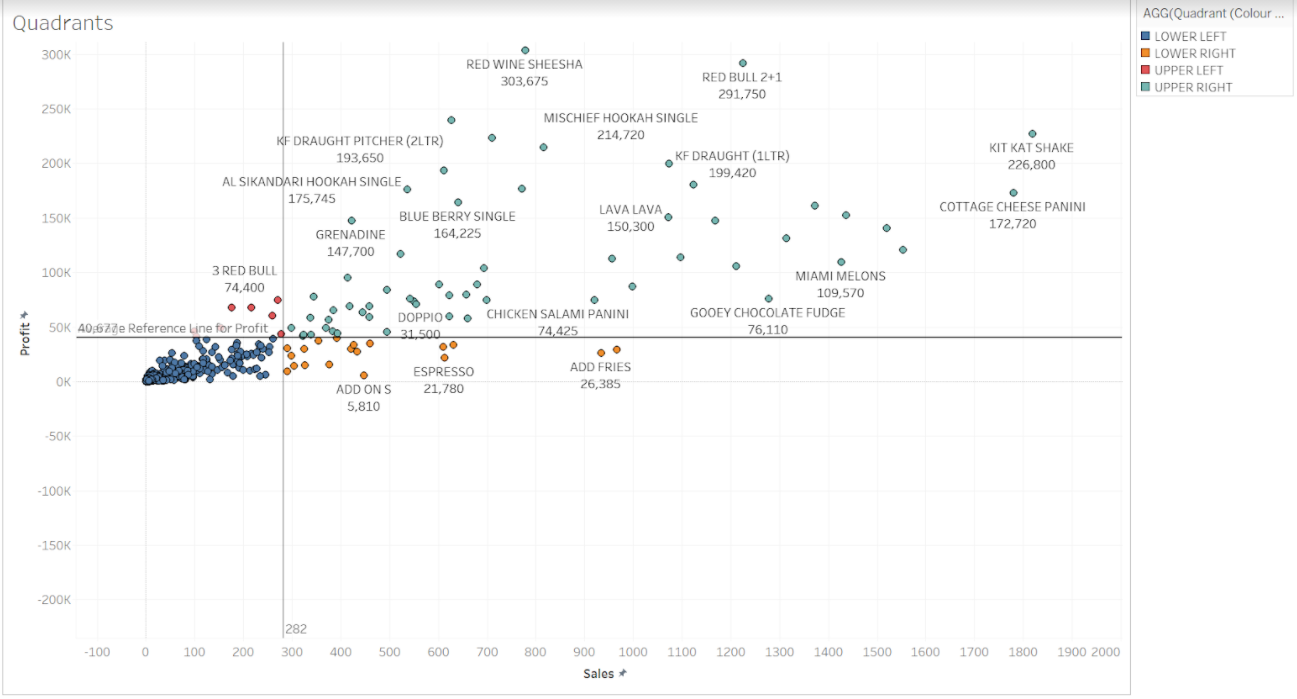 Quadrants
AGG(Quadrant (Colour ...
LOWER LEFT
LOWER RIGHT
UPPER LEFT
UPPER RIGHT
300K
250K
200K
150K
100K
50K
0K
-50K
-100K
-150K
-200K
Profit
RED WINE SHEESHA
303,675
RED BULL 2+1
291,750
MISCHIEF HOOKAH SINGLE
214,720
KF DRAUGHT PITCHER (2LTR)
193,650
KIT KAT SHAKE
226,800
KF DRAUGHT (1LTR)
199,420
AL SIKANDARI HOOKAH SINGLE
175,745
COTTAGE CHEESE PANINI
172,720
BLUE BERRY SINGLE
164,225
LAVA LAVA
150,300
GRENADINE
147,700
3 RED BULL
74,400
MIAMI MELONS
109,570
DOPPIO
31,500
CHICKEN SALAMI PANINI
74,425
GOOEY CHOCOLATE FUDGE
76,110
40,677
Reference Line for Profit
ADD ON S
5,810
ESPRESSO
21,780
ADD FRIES
26,385
282
-100 0 100 200 300 400 500 600 700 800 900 1000 1100 1200 1300 1400 1500 1600 1700 1800 1900 2000
Sales